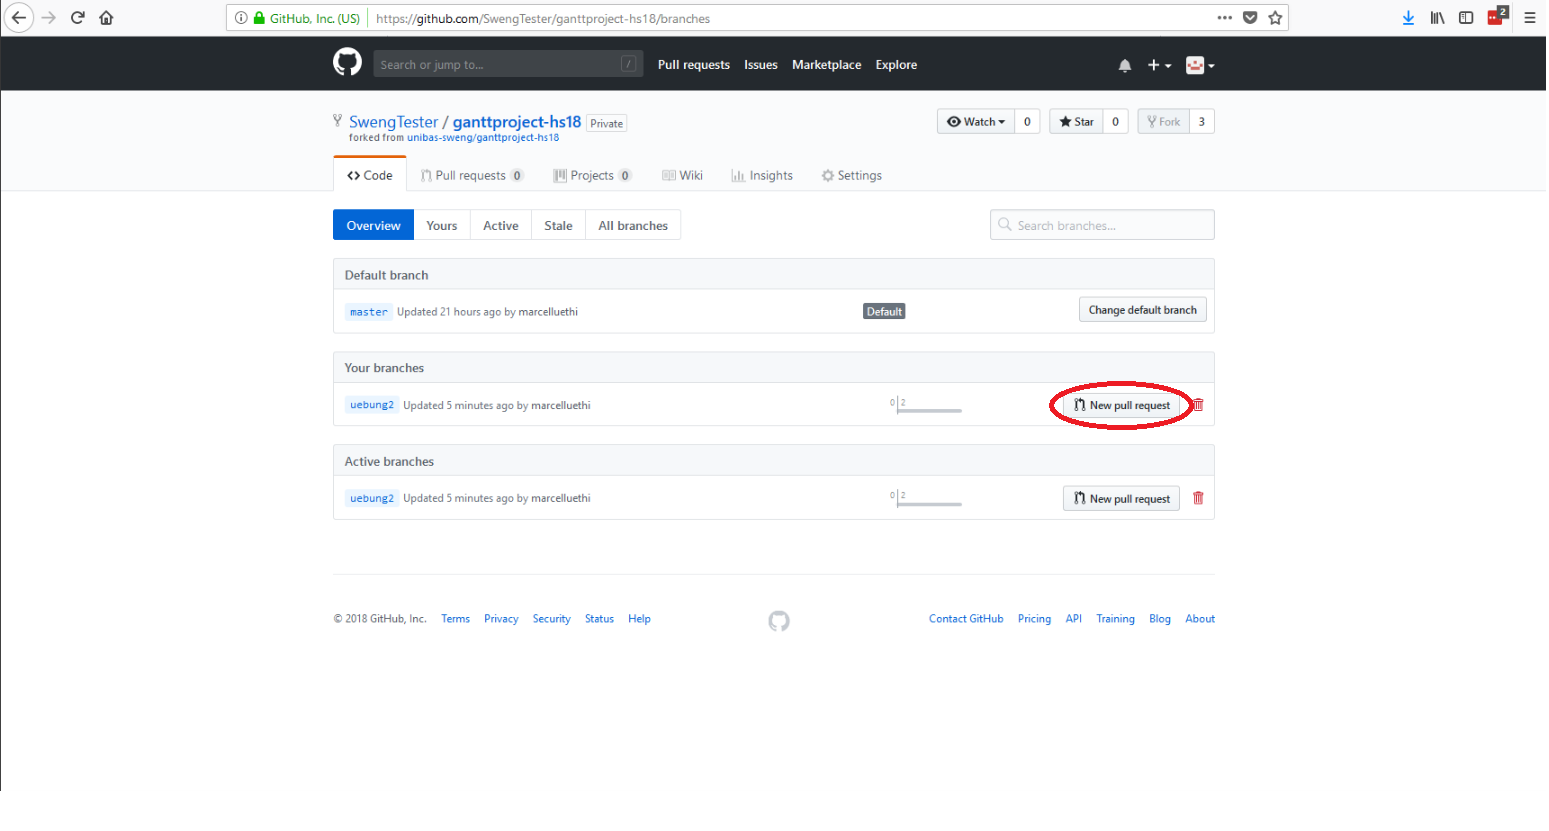 GitHub, Inc. (US) https://github.com/SwengTester/ganttproject-hs18/branches
2
Search or jump to... / Pull requests Issues Marketplace Explore
SwengTester / ganttproject-hs18 Private
forked from unibas-sweng/ganttproject-hs18
Watch 0 Star 0 Fork 3
Code Pull requests 0 Projects 0 Wiki Insights Settings
Overview Yours Active Stale All branches Search branches...
Default branch
master Updated 21 hours ago by marcelluethi Default Change default branch
Your branches
uebung2 Updated 5 minutes ago by marcelluethi 0 2 New pull request
Active branches
uebung2 Updated 5 minutes ago by marcelluethi 0 2 New pull request
© 2018 GitHub, Inc. Terms Privacy Security Status Help Contact GitHub Pricing API Training Blog About